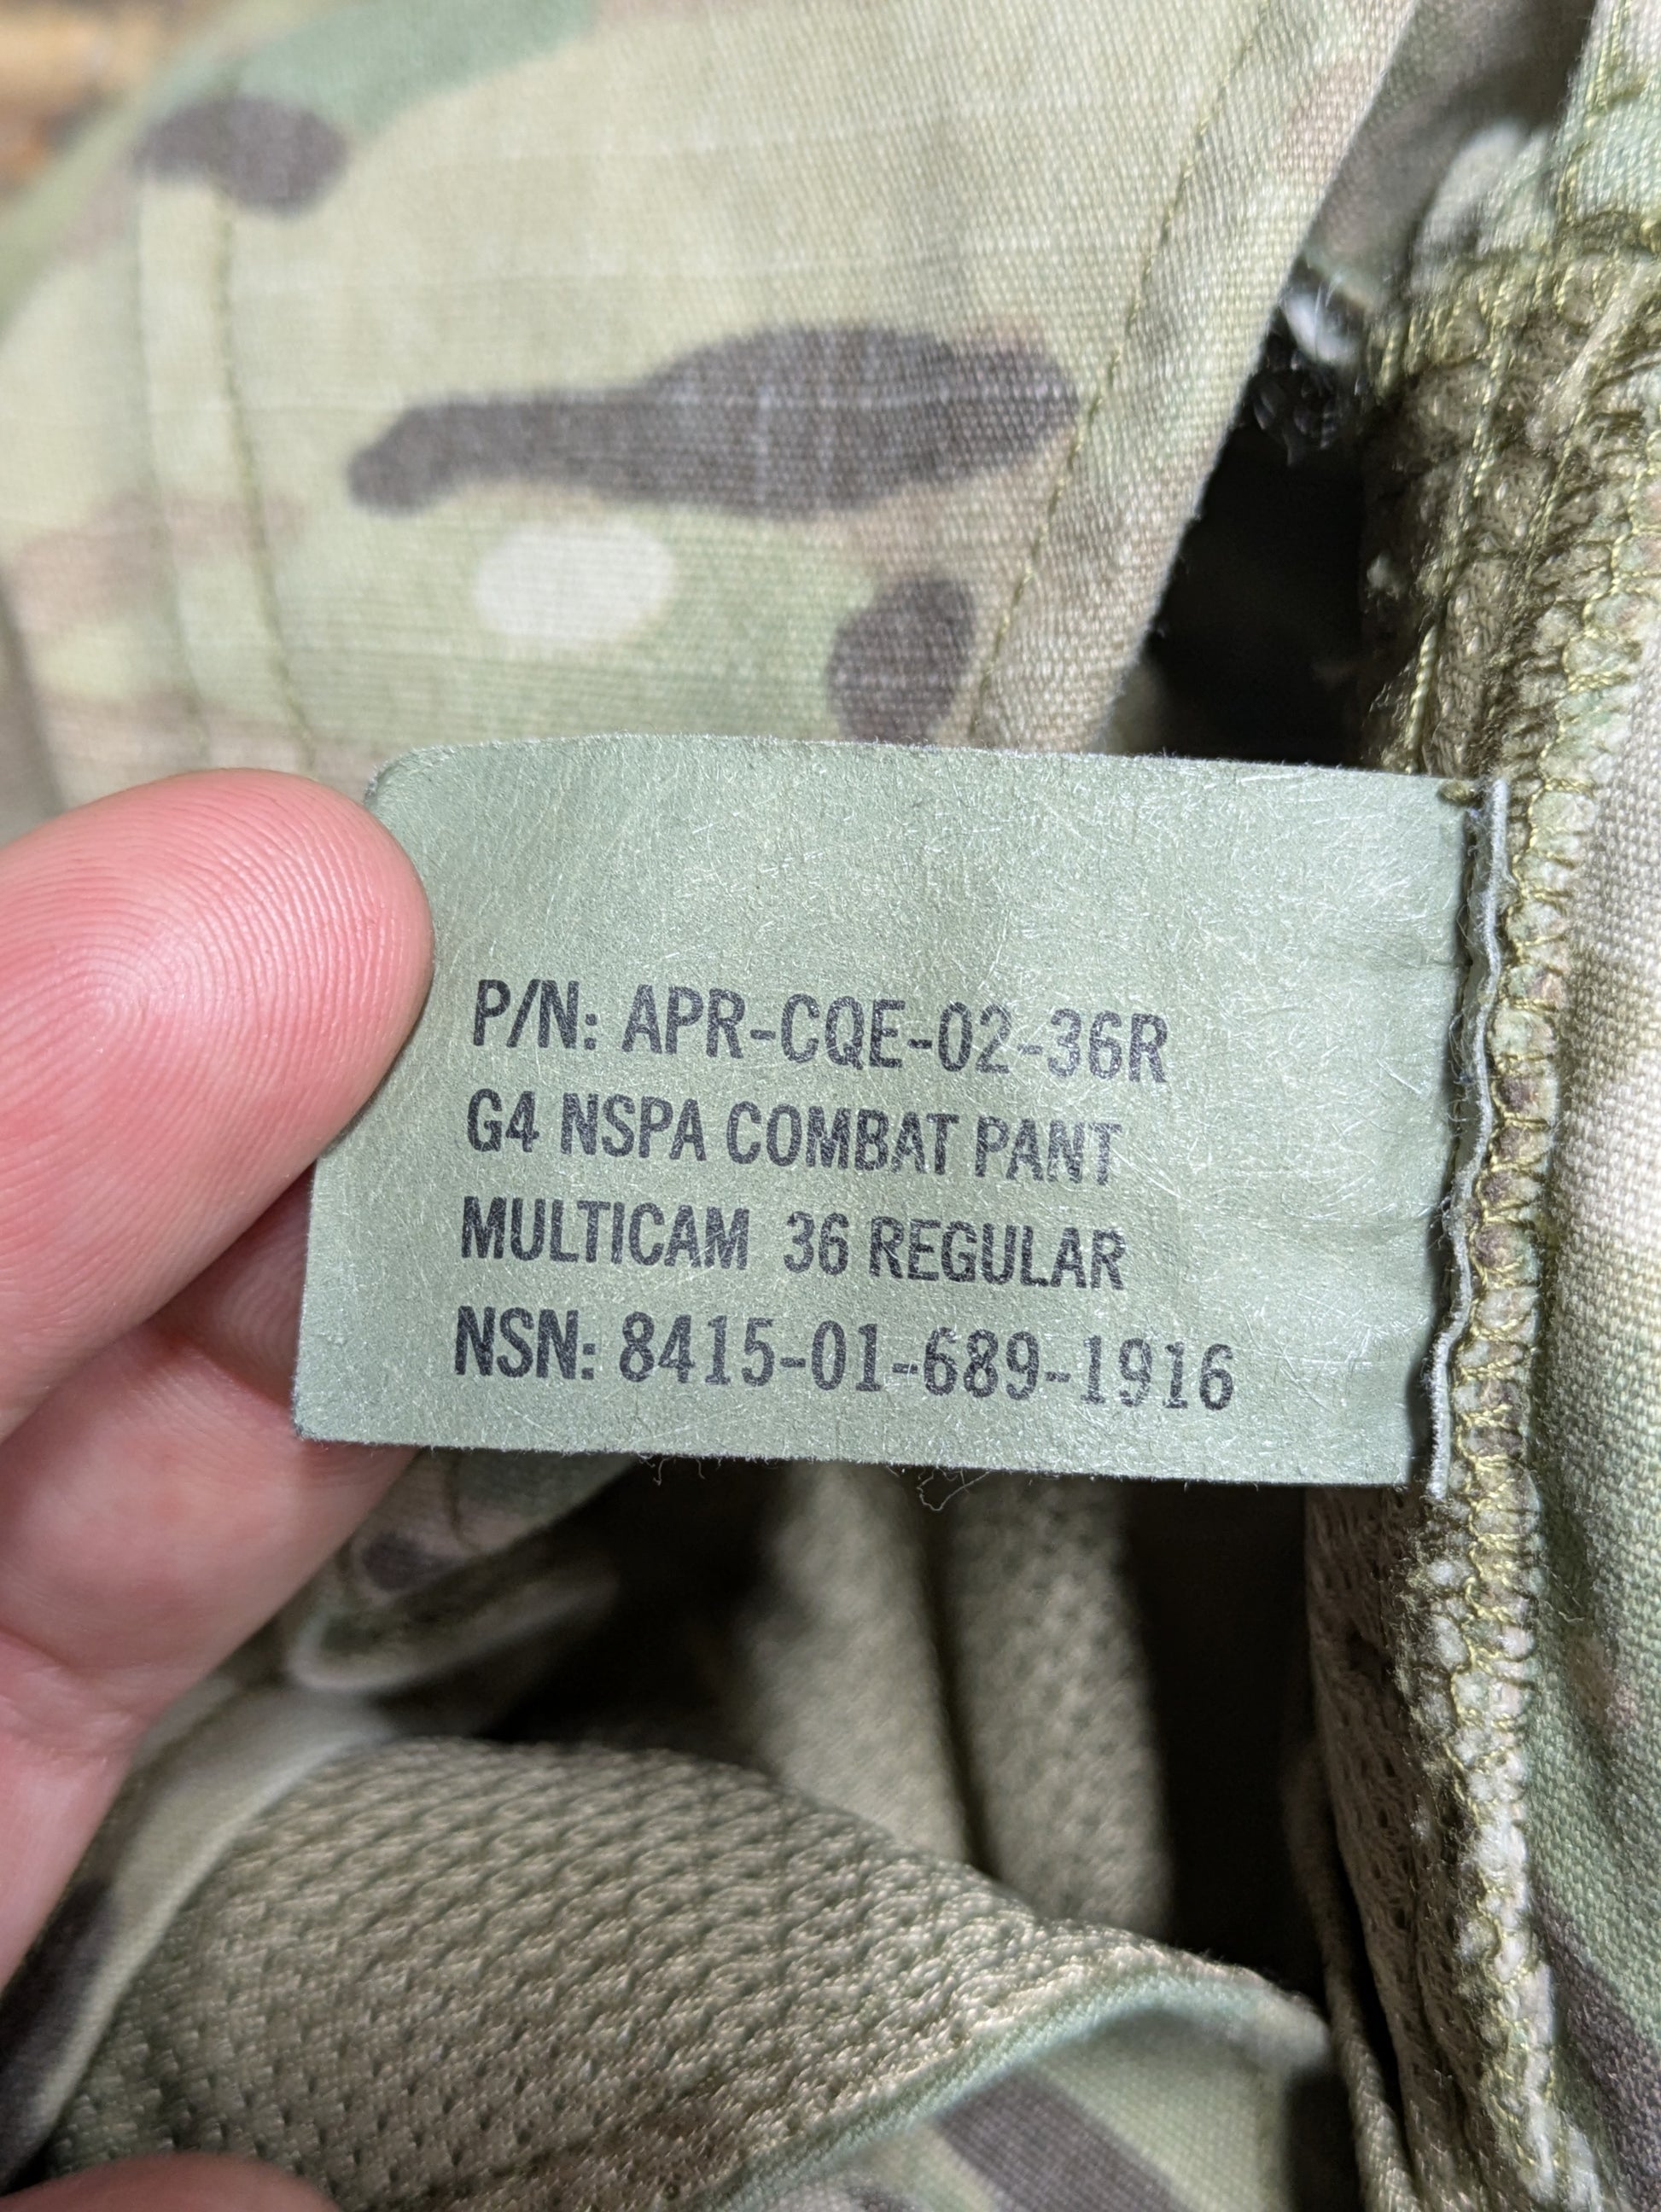 P/N: APR-CQE-02-36R
G4 NSPA COMBAT PANT
MULTICAM 36 REGULAR
NSN: 8415-01-689-1916